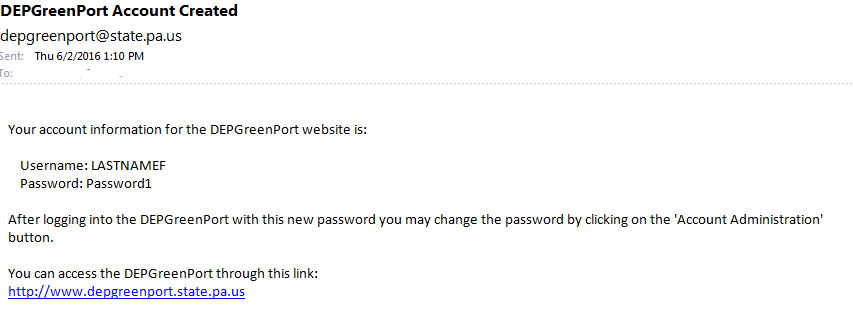 DEPGreenPort Account Created
depgreenport@state.pa.us
Sent: Thu 6/2/2016 1:10 PM
To:
Your account information for the DEPGreenPort website is:
Username: LASTNAMEF
Password: Password1
After logging into the DEPGreenPort with this new password you may change the password by clicking on the 'Account Administration'
button.
You can access the DEPGreenPort through this link:
http://www.depgreenport.state.pa.us